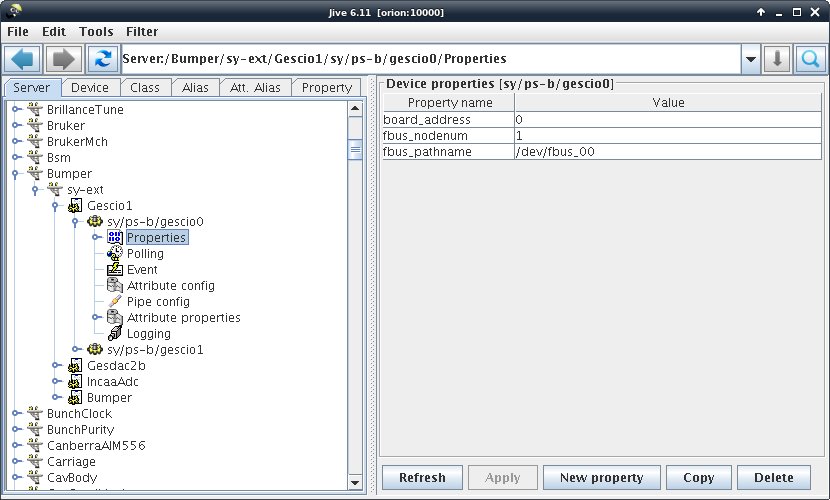 Jive 6.11 [orion:10000]
File Edit Tools Filter
Server:/Bumper/sy-ext/Gescio1/sy/ps-b/gescio0/Properties
Server Device Class Alias Att. Alias Property
BrillanceTune
Bruker
BrukerMch
Bsm
Bumper
sy-ext
Gescio1
sy/ps-b/gescio0
Properties
Polling
Event
Attribute config
Pipe config
Attribute properties
Logging
sy/ps-b/gescio1
Gesdac2b
IncaaAdc
Bumper
BunchClock
BunchPurity
CanberraAIM556
Carriage
CavBody
Device properties [sy/ps-b/gescio0]
Property name Value
board_address 0
fbus_nodenum 1
fbus_pathname /dev/fbus_00
Refresh Apply New property Copy Delete